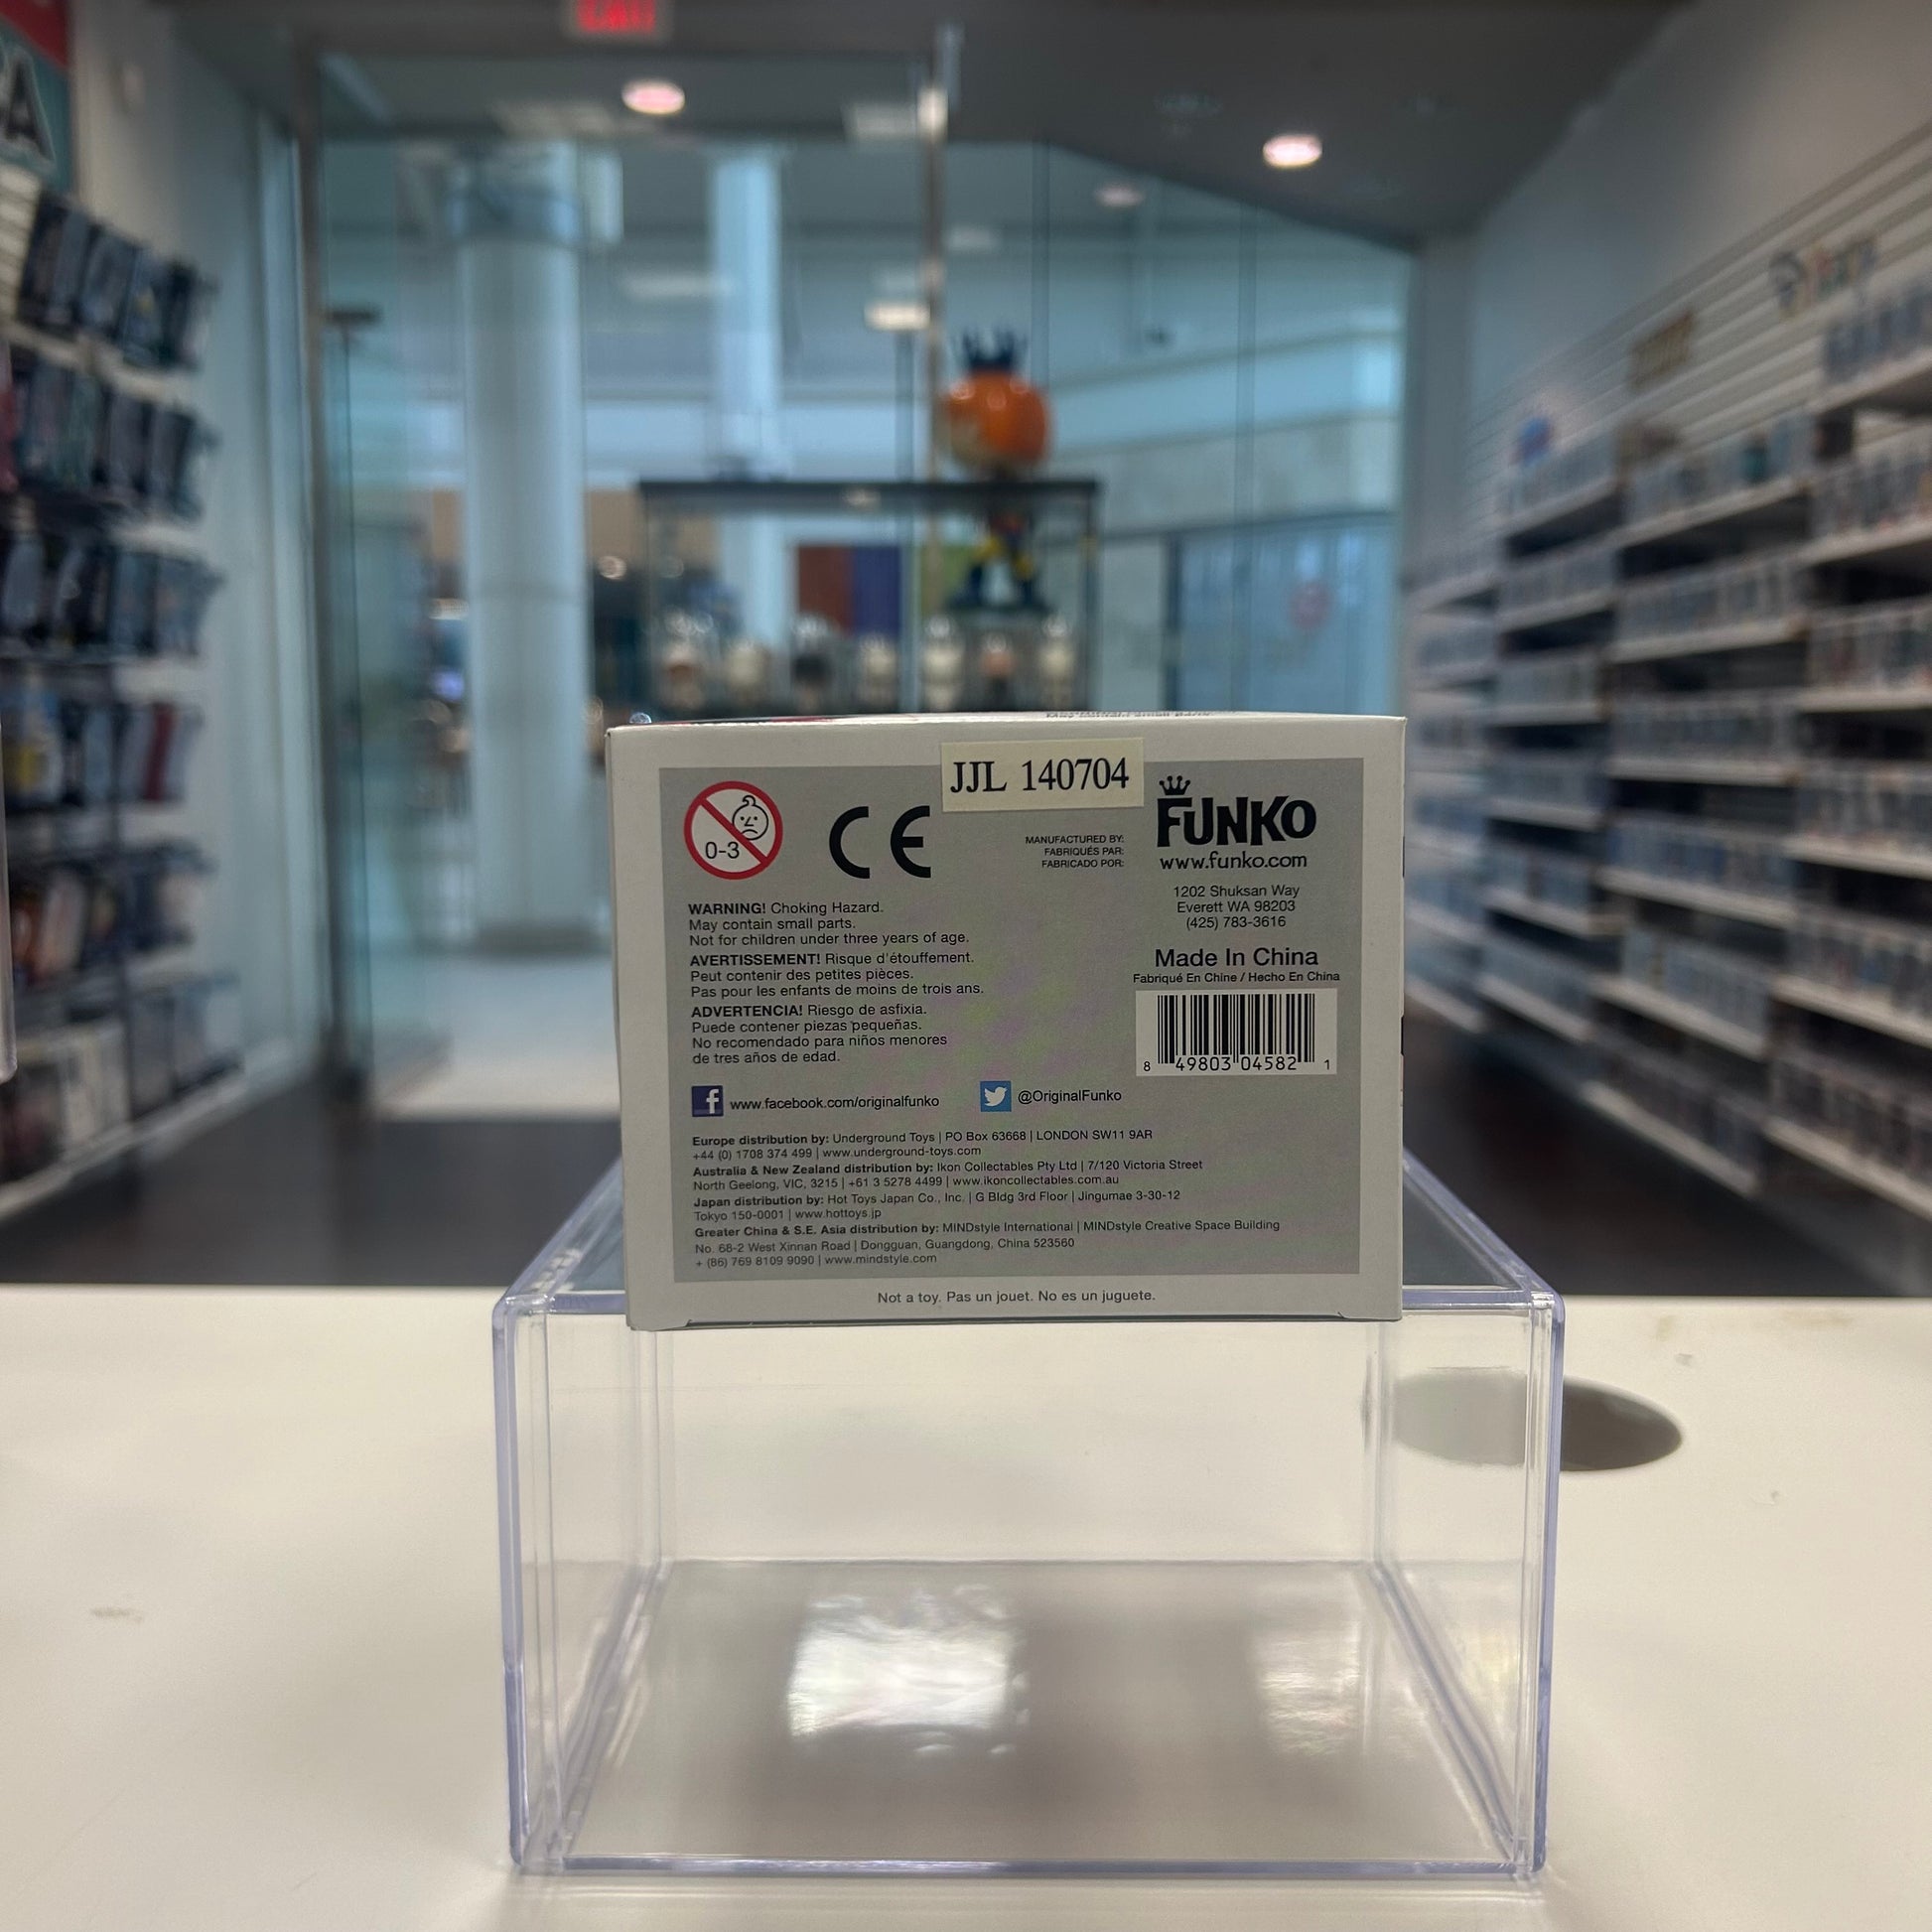 EXIT
JJL 140704
0-3
CE
MANUFACTURED BY:
FABRIQUÉS PAR:
FABRICADO POR:
FUNKO
www.funko.com
1202 Shuksan Way
Everett WA 98203
(425) 783-3616
Made In China
Fabriqué En Chine / Hecho En China
8 49803 04582 1
WARNING! Choking Hazard.
May contain small parts.
Not for children under three years of age.
AVERTISSEMENT! Risque d'étouffement.
Peut contenir des petites pièces.
Pas pour les enfants de moins de trois ans.
ADVERTENCIA! Riesgo de asfixia.
Puede contener piezas pequeñas.
No recomendado para niños menores
de tres años de edad.
www.facebook.com/originalfunko
@OriginalFunko
Europe distribution by: Underground Toys | PO Box 63668 | LONDON SW11 9AR
+44 (0) 1708 374 499 | www.underground-toys.com
Australia & New Zealand distribution by: Ikon Collectables Pty Ltd | 7/120 Victoria Street
North Geelong, VIC, 3215 | +61 3 5278 4499 | www.ikoncollectables.com.au
Japan distribution by: Hot Toys Japan Co., Inc. | G Bldg 3rd Floor | Jingumae 3-30-12
Tokyo 150-0001 | www.hottoys.jp
Greater China & S.E. Asia distribution by: MINDstyle International | MINDstyle Creative Space Building
No. 68-2 West Xinnan Road | Dongguan, Guangdong, China 523560
+ (86) 769 8109 9090 | www.mindstyle.com
Not a toy. Pas un jouet. No es un juguete.